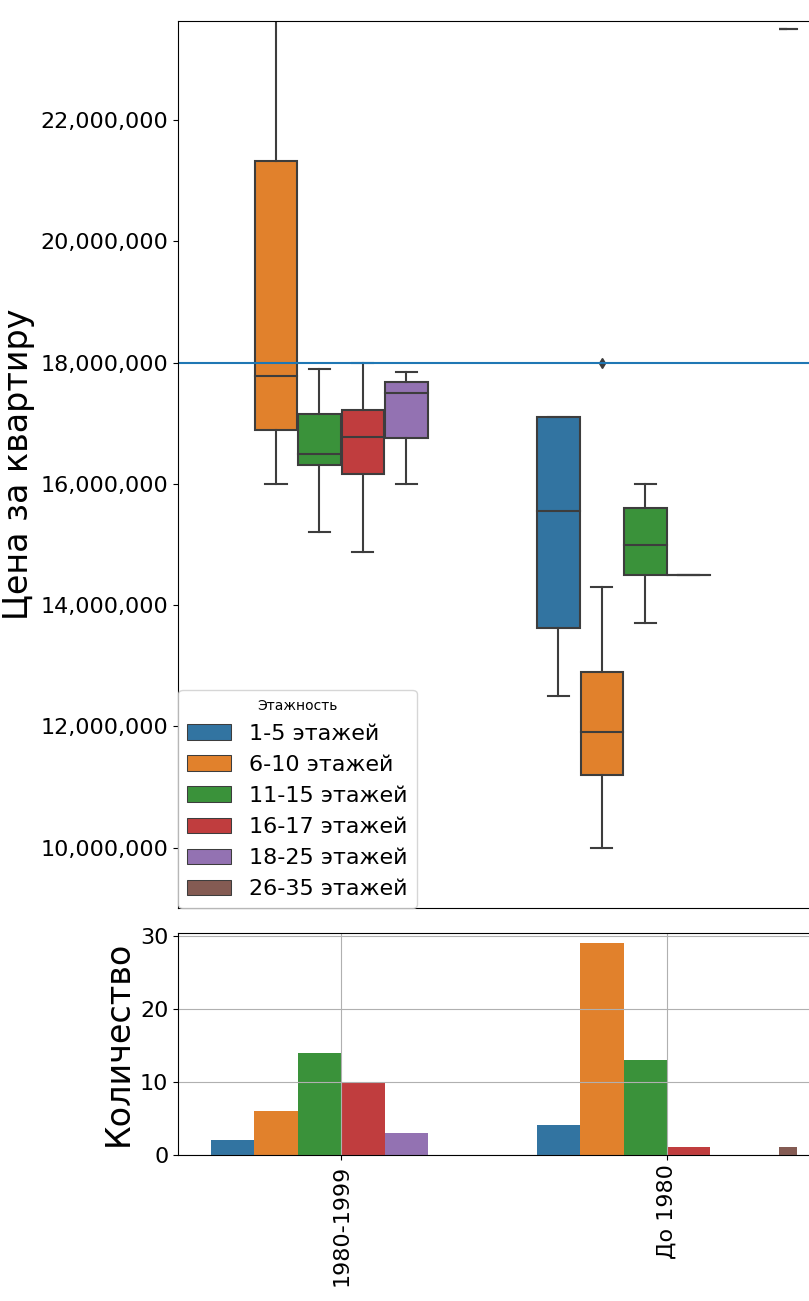 Цена за квартиру
22,000,000
20,000,000
18,000,000
16,000,000
14,000,000
12,000,000
10,000,000
Этажность
1-5 этажей
6-10 этажей
11-15 этажей
16-17 этажей
18-25 этажей
26-35 этажей
Количество
30
20
10
0
1980-1999
До 1980